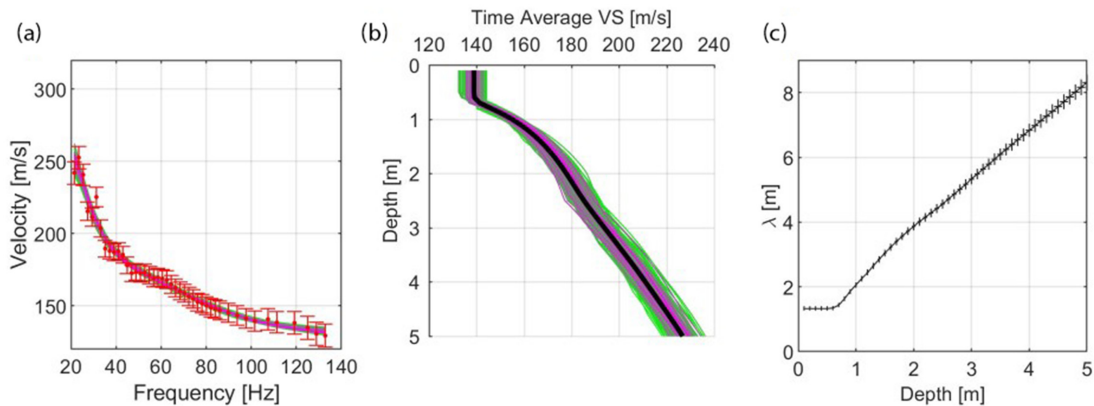 (a)
Velocity [m/s]
300
250
200
150
20 40 60 80 100 120 140
Frequency [Hz]
(b)
Time Average VS [m/s]
120 140 160 180 200 220 240
Depth [m]
0
1
2
3
4
5
(c)
λ [m]
8
6
4
2
0
0 1 2 3 4 5
Depth [m]